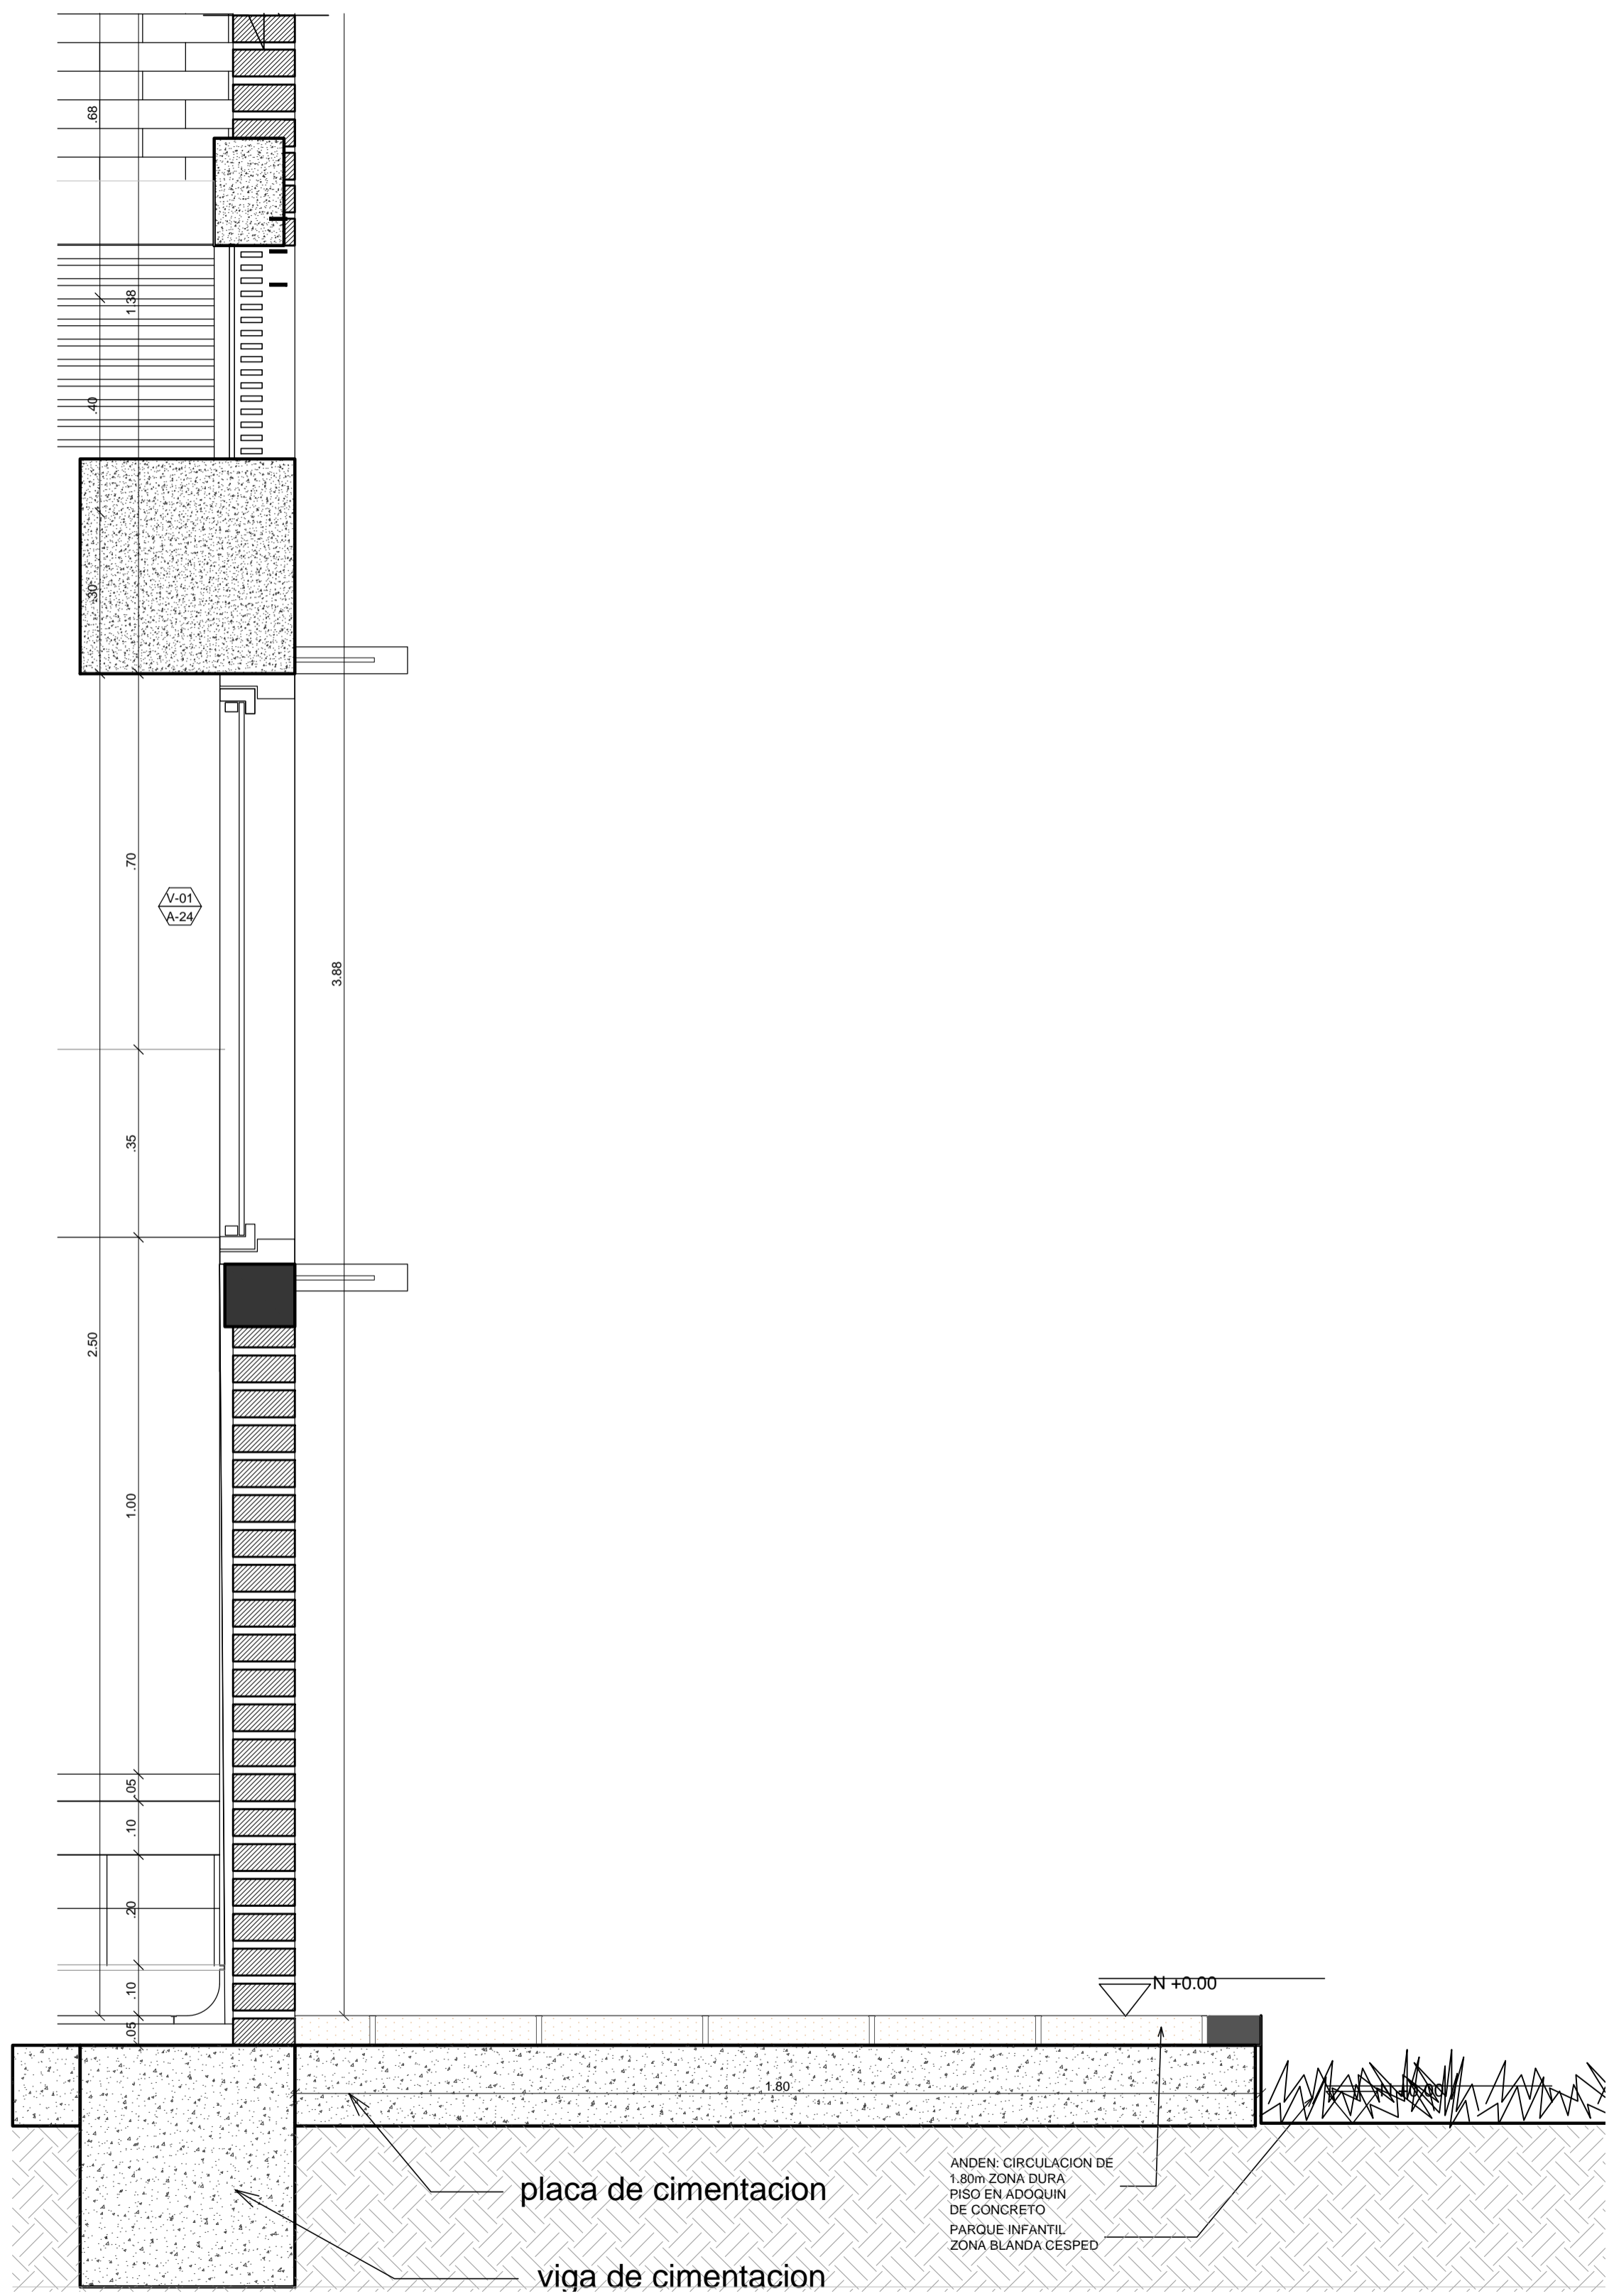 .68
1.38
.40
.30
.70
V-01
A-24
3.88
.35
2.50
1.00
.05
.10
.20
.10
.05
N +0.00
1.80
ANDEN: CIRCULACION DE
1.80m ZONA DURA
PISO EN ADOQUIN
DE CONCRETO
PARQUE INFANTIL
ZONA BLANDA CESPED
placa de cimentacion
viga de cimentacion